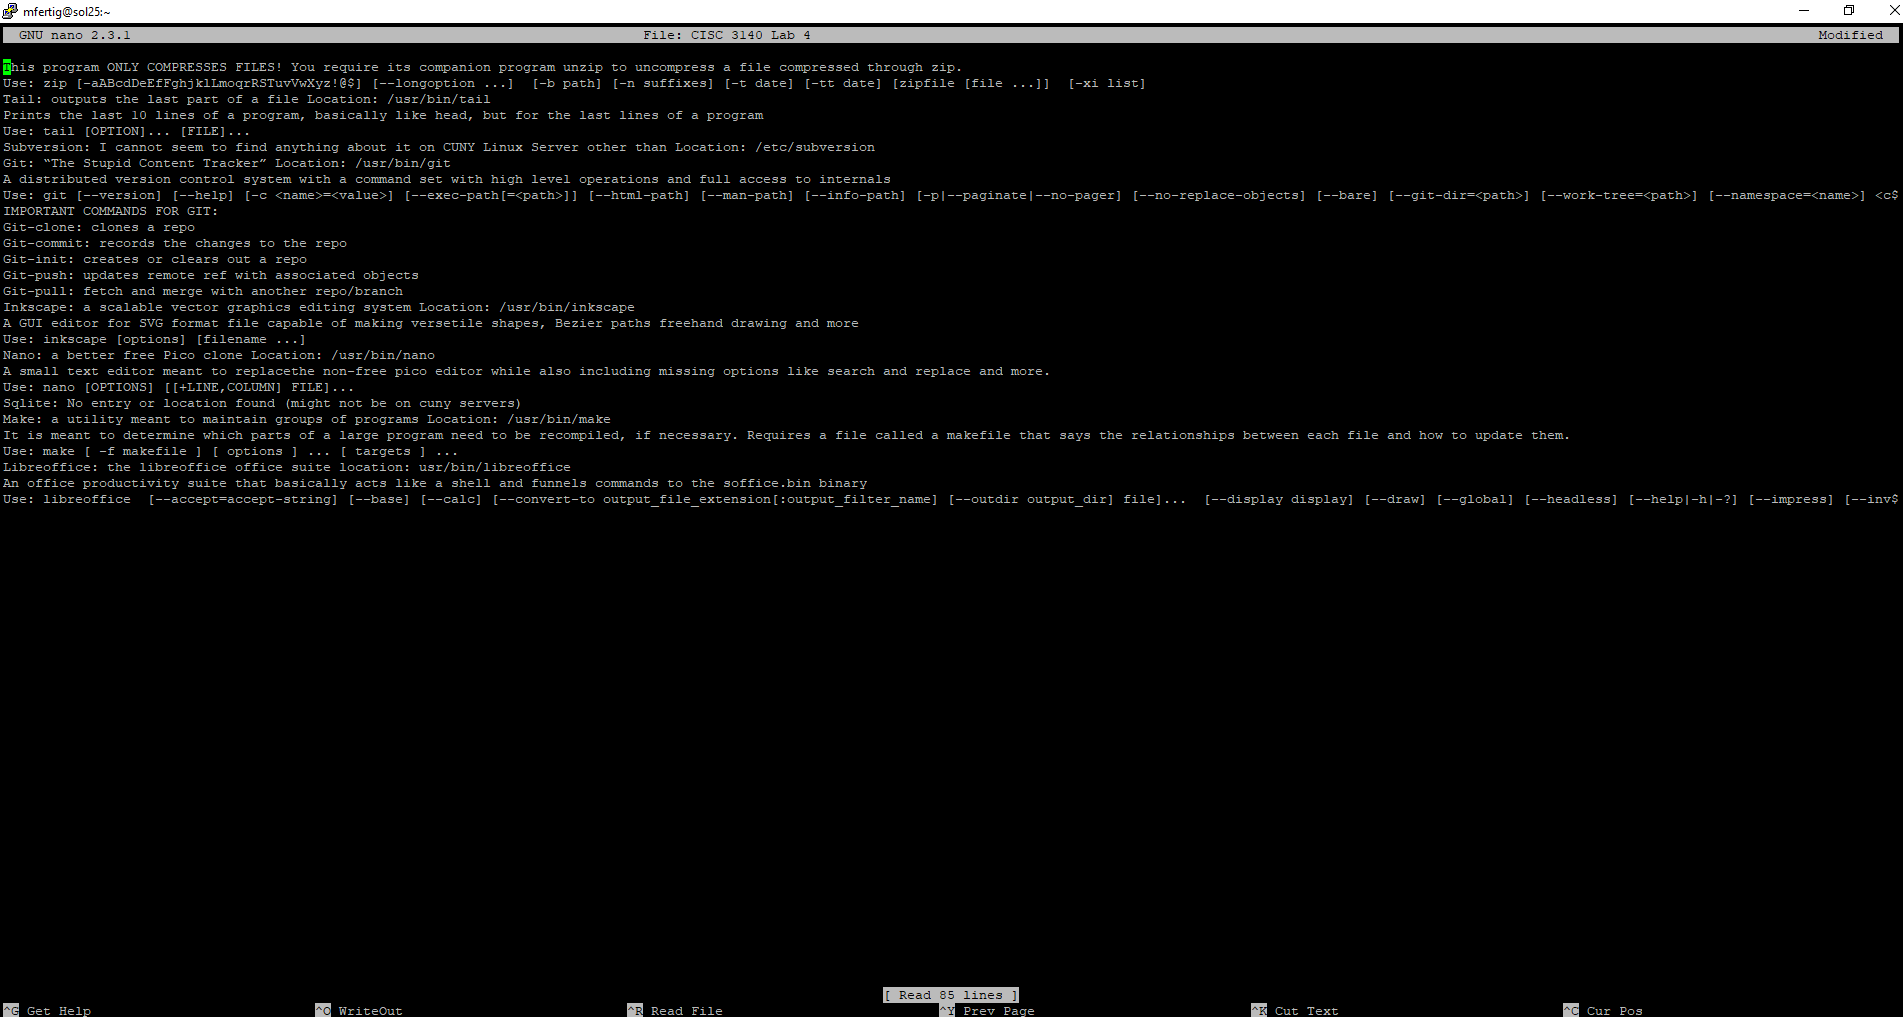 mfertig@sol25:~
GNU nano 2.3.1 File: CISC 3140 Lab 4 Modified
This program ONLY COMPRESSES FILES! You require its companion program unzip to uncompress a file compressed through zip.
Use: zip [-aABcdDeEfFghjklLmoqrRSTuvVwXyz!@$] [--longoption ...]  [-b path] [-n suffixes] [-t date] [-tt date] [zipfile [file ...]]  [-xi list]
Tail: outputs the last part of a file Location: /usr/bin/tail
Prints the last 10 lines of a program, basically like head, but for the last lines of a program
Use: tail [OPTION]... [FILE]...
Subversion: I cannot seem to find anything about it on CUNY Linux Server other than Location: /etc/subversion
Git: “The Stupid Content Tracker” Location: /usr/bin/git
A distributed version control system with a command set with high level operations and full access to internals
Use: git [--version] [--help] [-c <name>=<value>] [--exec-path[=<path>]] [--html-path] [--man-path] [--info-path] [-p|--paginate|--no-pager] [--no-replace-objects] [--bare] [--git-dir=<path>] [--work-tree=<path>] [--namespace=<name>] <c$
IMPORTANT COMMANDS FOR GIT:
Git-clone: clones a repo
Git-commit: records the changes to the repo
Git-init: creates or clears out a repo
Git-push: updates remote ref with associated objects
Git-pull: fetch and merge with another repo/branch
Inkscape: a scalable vector graphics editing system Location: /usr/bin/inkscape
A GUI editor for SVG format file capable of making versetile shapes, Bezier paths freehand drawing and more
Use: inkscape [options] [filename ...]
Nano: a better free Pico clone Location: /usr/bin/nano
A small text editor meant to replacethe non-free pico editor while also including missing options like search and replace and more.
Use: nano [OPTIONS] [[+LINE,COLUMN] FILE]...
Sqlite: No entry or location found (might not be on cuny servers)
Make: a utility meant to maintain groups of programs Location: /usr/bin/make
It is meant to determine which parts of a large program need to be recompiled, if necessary. Requires a file called a makefile that says the relationships between each file and how to update them.
Use: make [ -f makefile ] [ options ] ... [ targets ] ...
Libreoffice: the libreoffice office suite location: usr/bin/libreoffice
An office productivity suite that basically acts like a shell and funnels commands to the soffice.bin binary
Use: libreoffice  [--accept=accept-string] [--base] [--calc] [--convert-to output_file_extension[:output_filter_name] [--outdir output_dir] file]...  [--display display] [--draw] [--global] [--headless] [--help|-h|-?] [--impress] [--inv$
[ Read 85 lines ]
^G Get Help ^O WriteOut ^R Read File ^Y Prev Page ^K Cut Text ^C Cur Pos